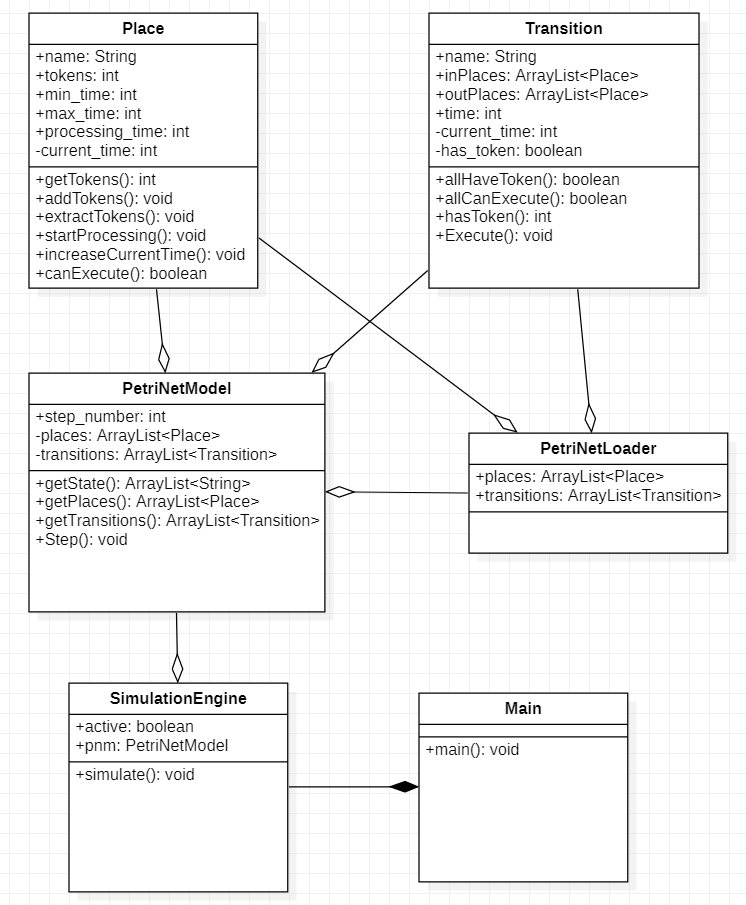 Place
+name: String
+tokens: int
+min_time: int
+max_time: int
+processing_time: int
-current_time: int
+getTokens(): int
+addTokens(): void
+extractTokens(): void
+startProcessing(): void
+increaseCurrentTime(): void
+canExecute(): boolean
Transition
+name: String
+inPlaces: ArrayList<Place>
+outPlaces: ArrayList<Place>
+time: int
-current_time: int
-has_token: boolean
+allHaveToken(): boolean
+allCanExecute(): boolean
+hasToken(): int
+Execute(): void
PetriNetModel
+step_number: int
-places: ArrayList<Place>
-transitions: ArrayList<Transition>
+getState(): ArrayList<String>
+getPlaces(): ArrayList<Place>
+getTransitions(): ArrayList<Transition>
+Step(): void
PetriNetLoader
+places: ArrayList<Place>
+transitions: ArrayList<Transition>
SimulationEngine
+active: boolean
+pnm: PetriNetModel
+simulate(): void
Main
+main(): void